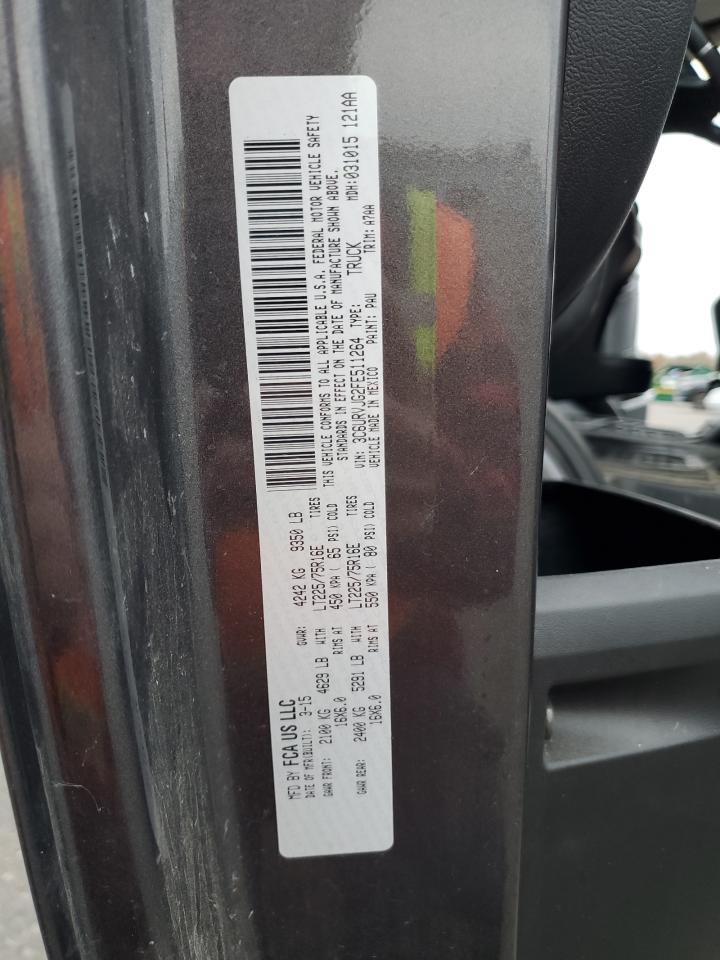 MFD BY FCA US LLC
DATE OF MFR(BUILT): 3-15 GVWR: 4242 KG 9350 LB
GAWR FRONT: 2100 KG 4629 LB WITH LT225/75R16E TIRES
16X6.0 RIMS AT 450 KPA ( 65 PSI) COLD
GAWR REAR: 2400 KG 5291 LB WITH LT225/75R16E TIRES
16X6.0 RIMS AT 550 KPA ( 80 PSI) COLD
THIS VEHICLE CONFORMS TO ALL APPLICABLE U.S.A. FEDERAL MOTOR VEHICLE SAFETY
STANDARDS IN EFFECT ON THE DATE OF MANUFACTURE SHOWN ABOVE.
VIN: 3C6URVJG2FE511264 TYPE: TRUCK MDH:031015 121AA
VEHICLE MADE IN MEXICO PAINT: PAU TRIM: A7AA